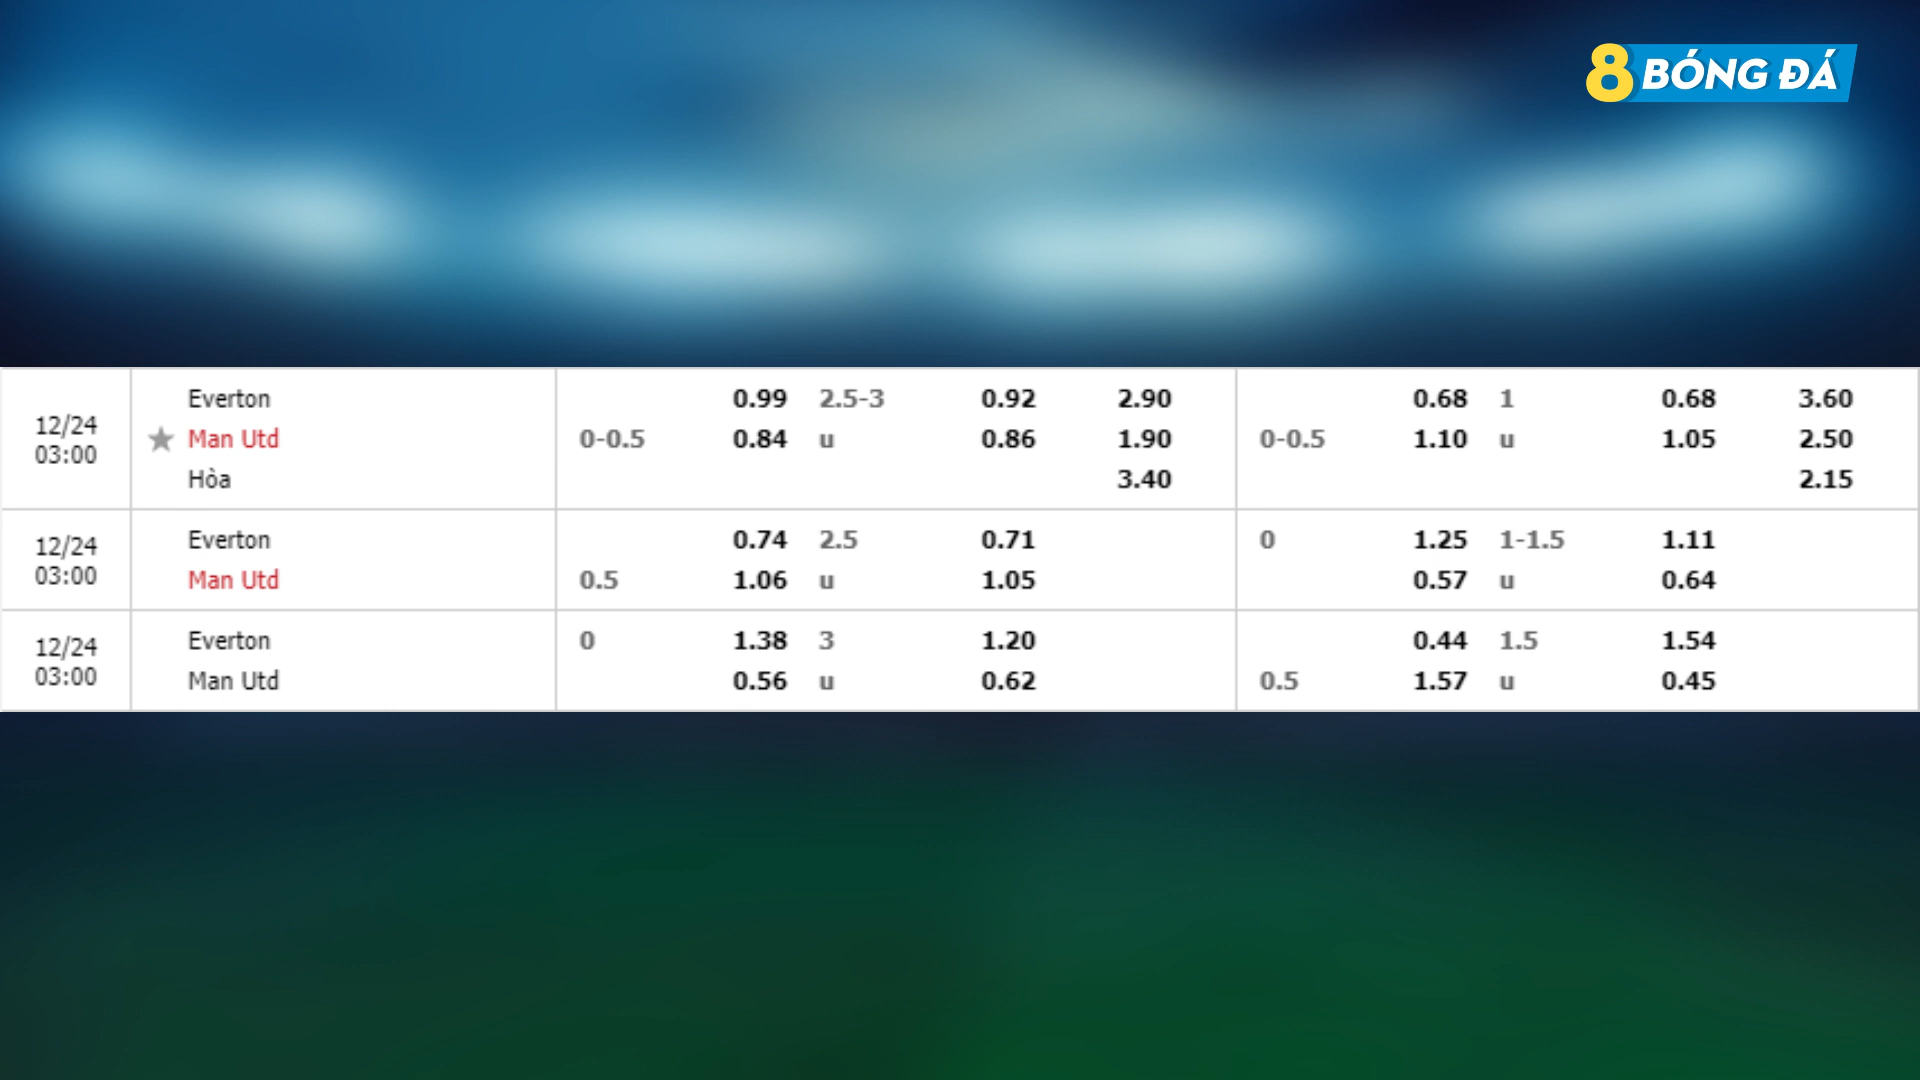 8 BÓNG ĐÁ
Everton 0.99 2.5-3 0.92 2.90 0.68 1 0.68 3.60
12/24
03:00
Man Utd 0-0.5 0.84 u 0.86 1.90 0-0.5 1.10 u 1.05 2.50
Hòa 3.40 2.15
12/24
03:00
Everton 0.74 2.5 0.71 0 1.25 1-1.5 1.11
Man Utd 0.5 1.06 u 1.05 0.57 u 0.64
12/24
03:00
Everton 0 1.38 3 1.20 0.44 1.5 1.54
Man Utd 0.56 u 0.62 0.5 1.57 u 0.45